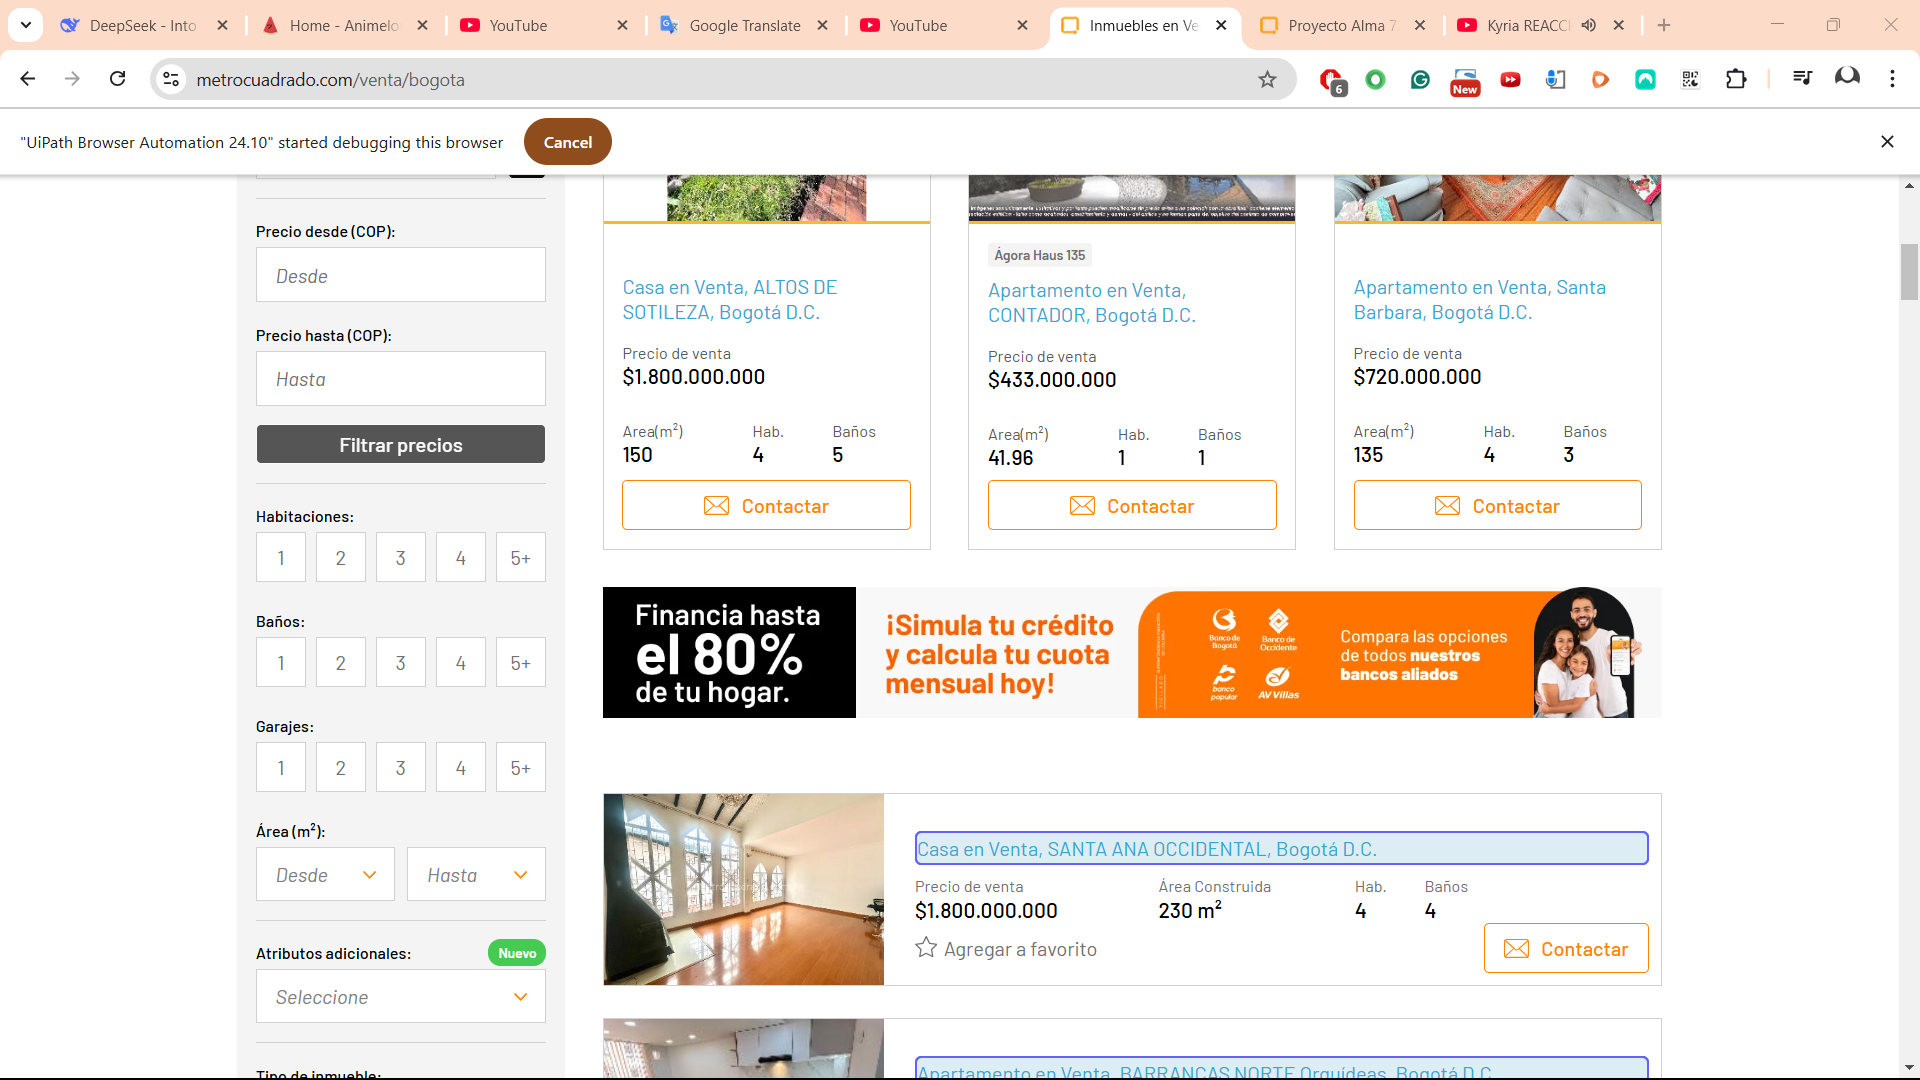 DeepSeek - Into
Home - Animelo
YouTube
Google Translate
YouTube
Inmuebles en Ve
Proyecto Alma 7
Kyria REACCI
metrocuadrado.com/venta/bogota
6
New
"UiPath Browser Automation 24.10" started debugging this browser
Cancel
Precio desde (COP):
Desde
Precio hasta (COP):
Hasta
Filtrar precios
Habitaciones:
1 2 3 4 5+
Baños:
1 2 3 4 5+
Garajes:
1 2 3 4 5+
Área (m²):
Desde Hasta
Atributos adicionales: Nuevo
Seleccione
Tipo de inmueble:
Casa en Venta, ALTOS DE
SOTILEZA, Bogotá D.C.
Precio de venta
$1.800.000.000
Area(m²) Hab. Baños
150 4 5
Contactar
Ágora Haus 135
Apartamento en Venta,
CONTADOR, Bogotá D.C.
Precio de venta
$433.000.000
Area(m²) Hab. Baños
41.96 1 1
Contactar
Apartamento en Venta, Santa
Barbara, Bogotá D.C.
Precio de venta
$720.000.000
Area(m²) Hab. Baños
135 4 3
Contactar
Financia hasta
el 80%
de tu hogar.
¡Simula tu crédito
y calcula tu cuota
mensual hoy!
Banco de
Bogotá
Banco de
Occidente
banco
popular
AV Villas
Compara las opciones
de todos nuestros
bancos aliados
Casa en Venta, SANTA ANA OCCIDENTAL, Bogotá D.C.
Precio de venta Área Construida Hab. Baños
$1.800.000.000 230 m² 4 4
Agregar a favorito
Contactar
Apartamento en Venta, BARRANCAS NORTE Orquídeas, Bogotá D.C.